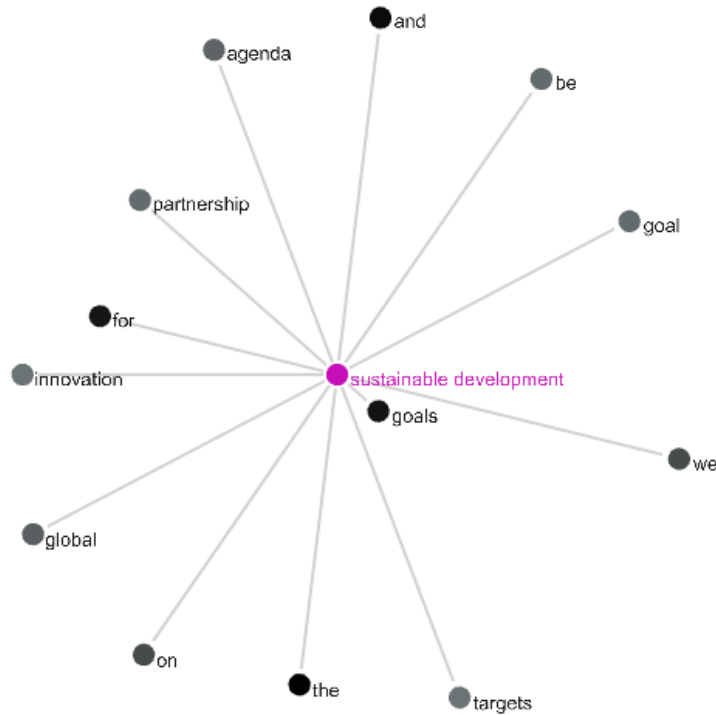 and
agenda
be
partnership
goal
for
innovation
sustainable development
goals
we
global
on
the
targets